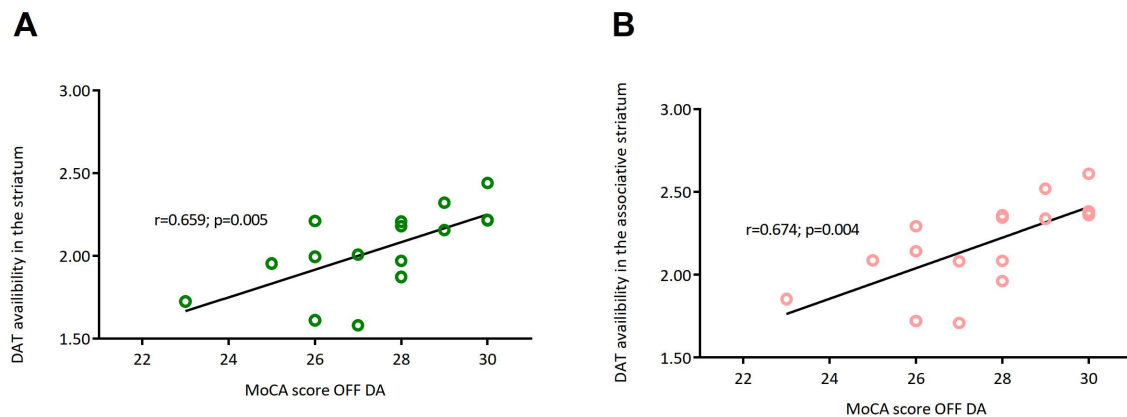 A
DAT availibility in the striatum
3.00
2.50
2.00
1.50
r=0.659; p=0.005
22 24 26 28 30
MoCA score OFF DA
B
DAT availibility in the associative striatum
3.00
2.50
2.00
1.50
r=0.674; p=0.004
22 24 26 28 30
MoCA score OFF DA